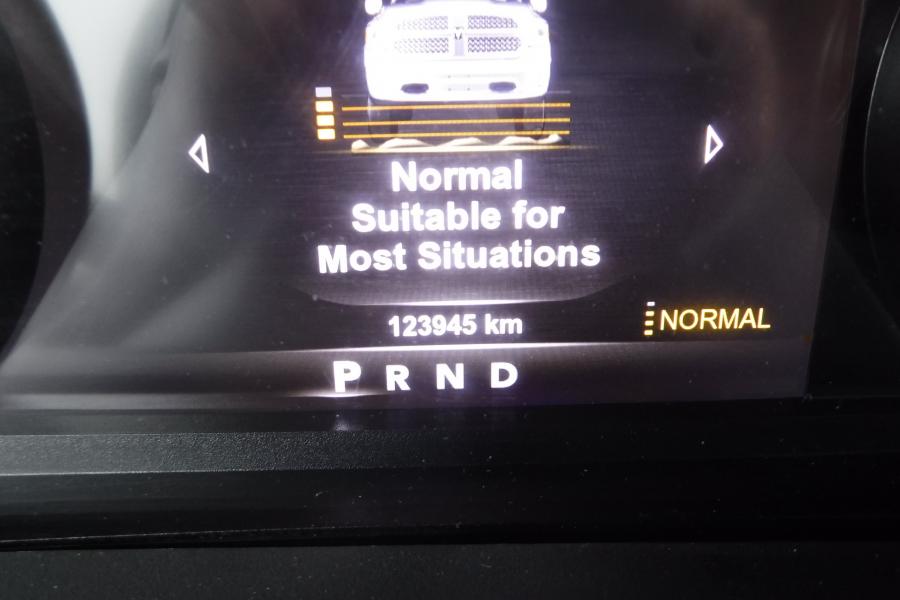 Normal
Suitable for
Most Situations
123945 km
NORMAL
P R N D